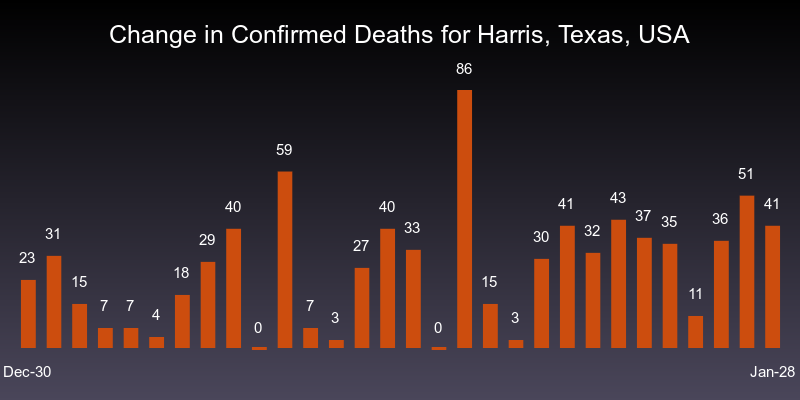 Change in Confirmed Deaths for Harris, Texas, USA
23 31 15 7 7 4 18 29 40 0 59 7 3 27 40 33 0 86 15 3 30 41 32 43 37 35 11 36 51 41
Dec-30 Jan-28